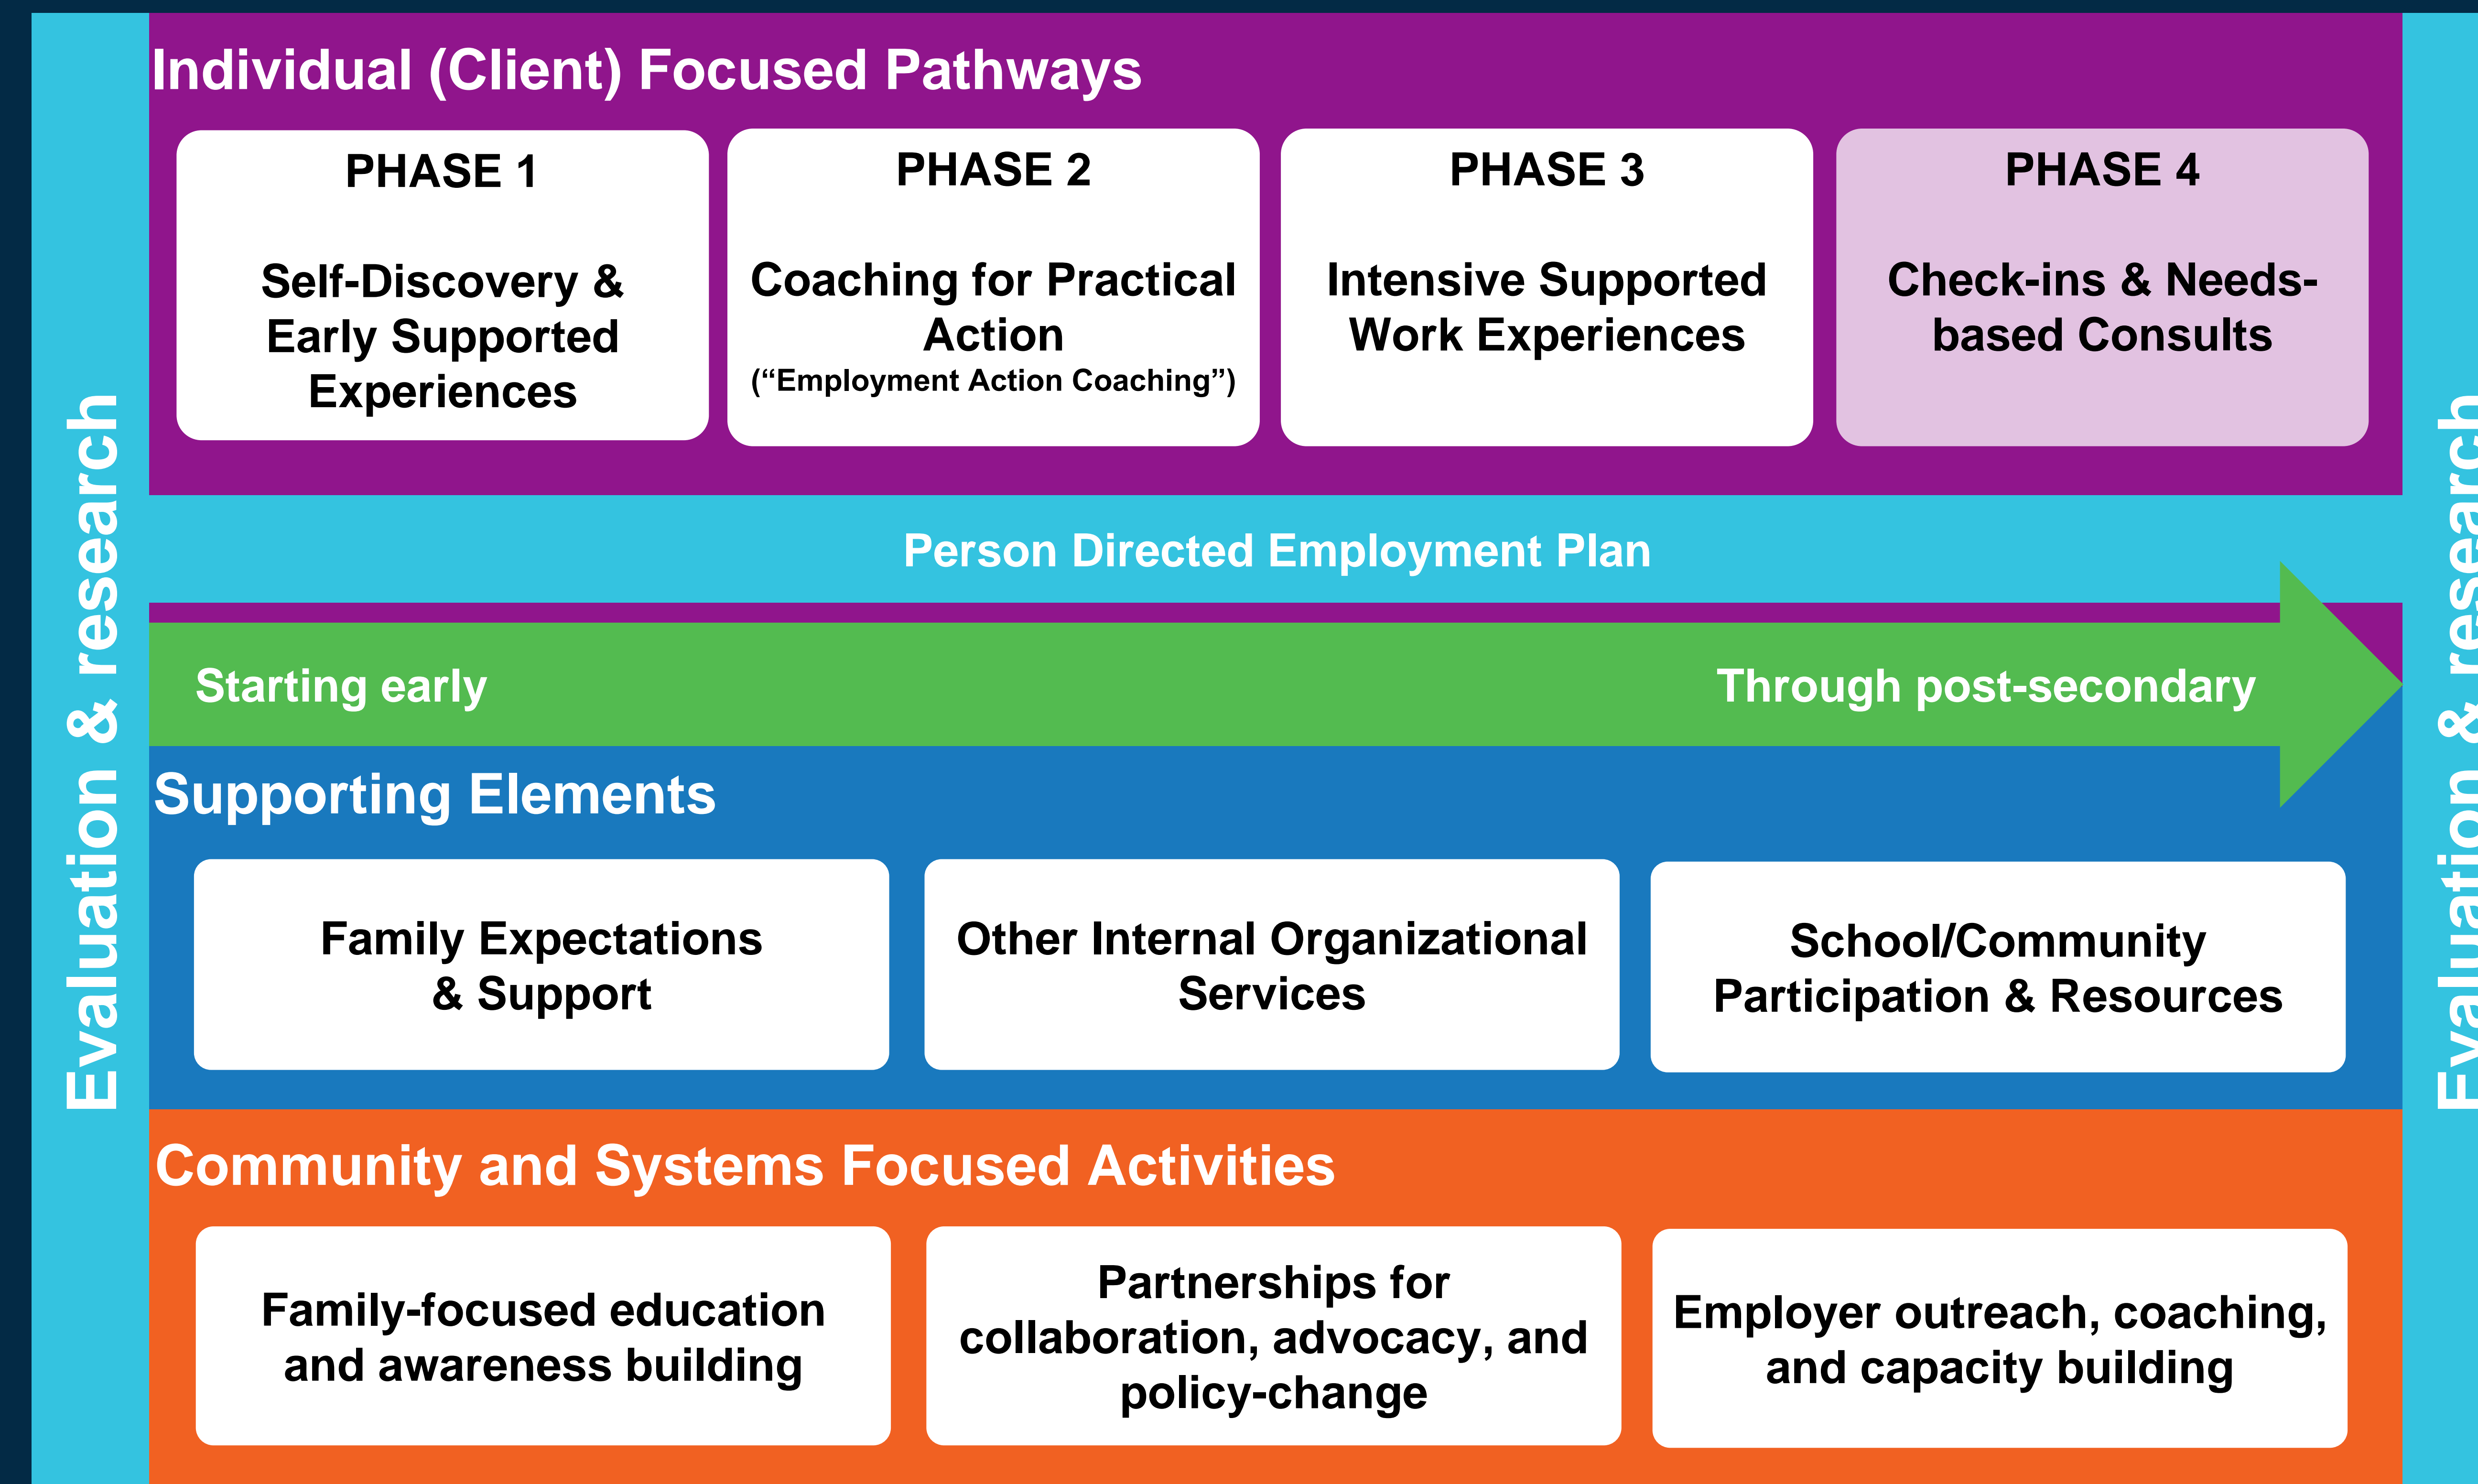 Individual (Client) Focused Pathways
PHASE 1
Self-Discovery &
Early Supported
Experiences
PHASE 2
Coaching for Practical
Action
(“Employment Action Coaching”)
PHASE 3
Intensive Supported
Work Experiences
PHASE 4
Check-ins & Needs-
based Consults
Person Directed Employment Plan
Starting early
Through post-secondary
Supporting Elements
Family Expectations
& Support
Other Internal Organizational
Services
School/Community
Participation & Resources
Community and Systems Focused Activities
Family-focused education
and awareness building
Partnerships for
collaboration, advocacy, and
policy-change
Employer outreach, coaching,
and capacity building
Evaluation & research
Evaluation & research